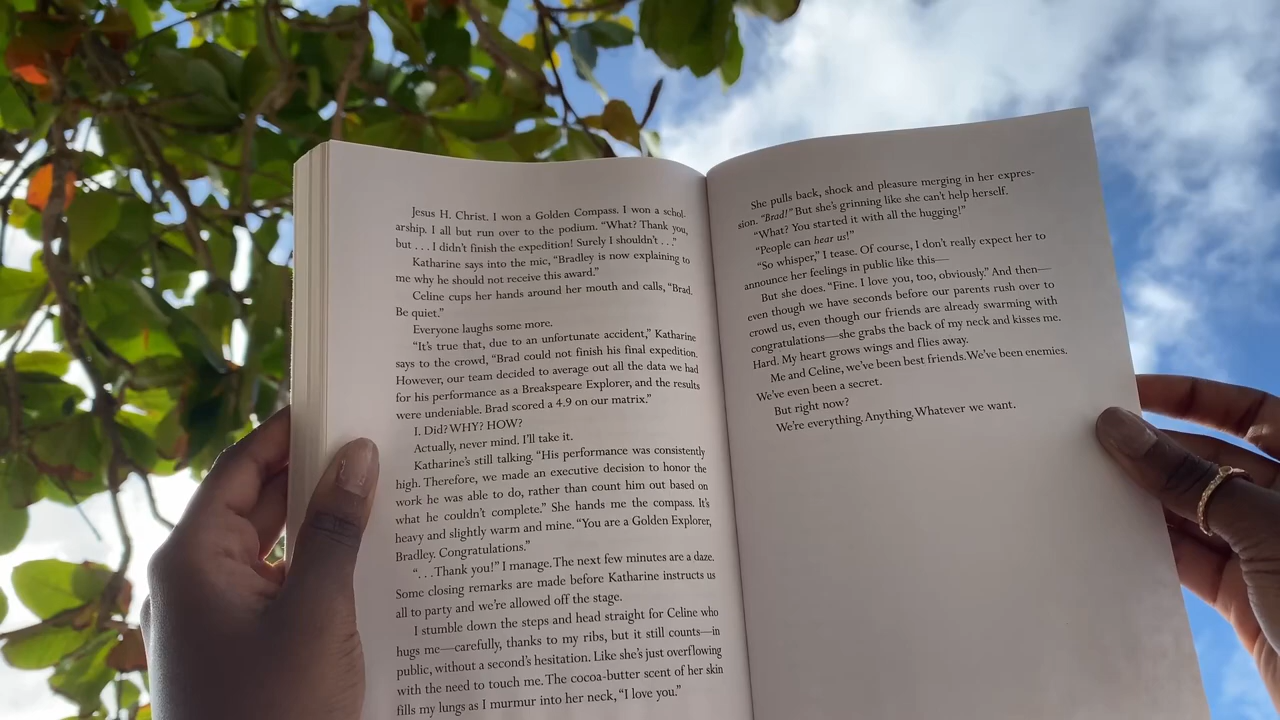 Jesus H. Christ. I won a Golden Compass. I won a schol-
arship. I all but run over to the podium. “What? Thank you,
but . . . I didn’t finish the expedition! Surely I shouldn’t . . .”
Katharine says into the mic, “Bradley is now explaining to
me why he should not receive this award.”
Celine cups her hands around her mouth and calls, “Brad.
Be quiet.”
Everyone laughs some more.
“It’s true that, due to an unfortunate accident,” Katharine
says to the crowd, “Brad could not finish his final expedition.
However, our team decided to average out all the data we had
for his performance as a Breakspeare Explorer, and the results
were undeniable. Brad scored a 4.9 on our matrix.”
I. Did? WHY? HOW?
Actually, never mind. I’ll take it.
Katharine’s still talking. “His performance was consistently
high. Therefore, we made an executive decision to honor the
work he was able to do, rather than count him out based on
what he couldn’t complete.” She hands me the compass. It’s
heavy and slightly warm and mine. “You are a Golden Explorer,
Bradley. Congratulations.”
“. . . Thank you!” I manage. The next few minutes are a daze.
Some closing remarks are made before Katharine instructs us
all to party and we’re allowed off the stage.
I stumble down the steps and head straight for Celine who
hugs me—carefully, thanks to my ribs, but it still counts—in
public, without a second’s hesitation. Like she’s just overflowing
with the need to touch me. The cocoa-butter scent of her skin
fills my lungs as I murmur into her neck, “I love you.”
She pulls back, shock and pleasure merging in her expres-
sion. “Brad!” But she’s grinning like she can’t help herself.
“What? You started it with all the hugging!”
“People can hear us!”
“So whisper,” I tease. Of course, I don’t really expect her to
announce her feelings in public like this—
But she does. “Fine. I love you, too, obviously.” And then—
even though we have seconds before our parents rush over to
crowd us, even though our friends are already swarming with
congratulations—she grabs the back of my neck and kisses me.
Hard. My heart grows wings and flies away.
Me and Celine, we’ve been best friends. We’ve been enemies.
We’ve even been a secret.
But right now?
We’re everything. Anything. Whatever we want.